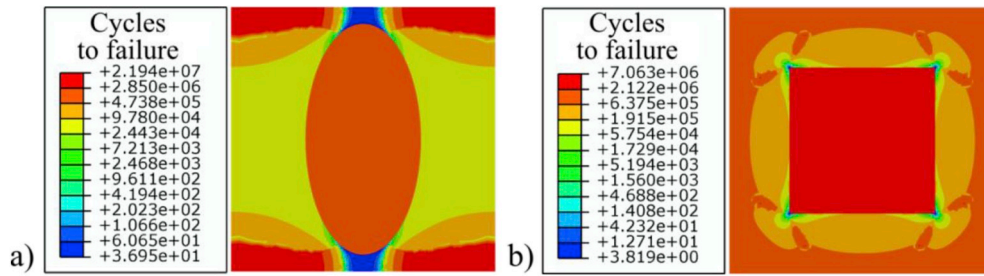 Cycles
to failure
+2.194e+07
+2.850e+06
+4.738e+05
+9.780e+04
+2.443e+04
+7.213e+03
+2.468e+03
+9.611e+02
+4.194e+02
+2.023e+02
+1.066e+02
+6.065e+01
+3.695e+01
a)
Cycles
to failure
+7.063e+06
+2.122e+06
+6.375e+05
+1.915e+05
+5.754e+04
+1.729e+04
+5.194e+03
+1.560e+03
+4.688e+02
+1.408e+02
+4.232e+01
+1.271e+01
+3.819e+00
b)